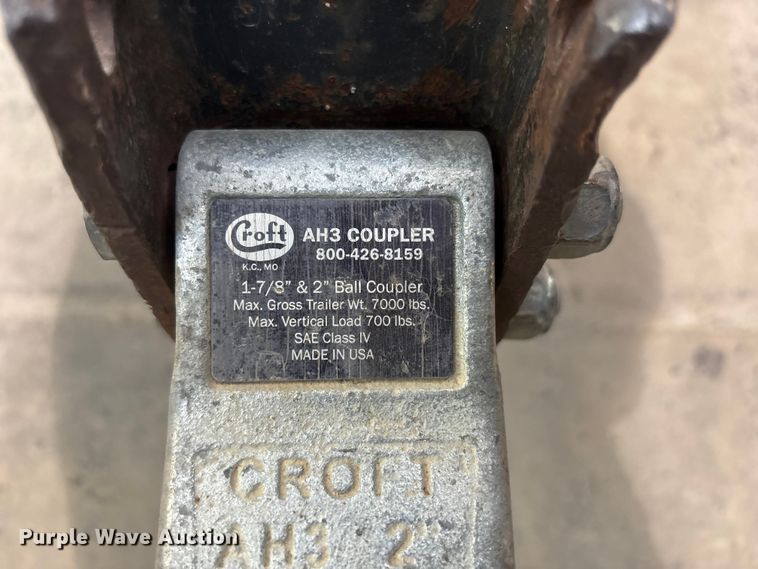 Croft
AH3 COUPLER
800-426-8159
K.C., MO
1-7/8" & 2" Ball Coupler
Max. Gross Trailer Wt. 7000 lbs.
Max. Vertical Load 700 lbs.
SAE Class IV
MADE IN USA
CROFT
AH3 2"
Purple Wave Auction